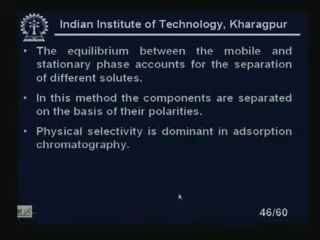 Indian Institute of Technology, Kharagpur
• The equilibrium between the mobile and
stationary phase accounts for the separation
of different solutes.
• In this method the components are separated
on the basis of their polarities.
• Physical selectivity is dominant in adsorption
chromatography.
46/60